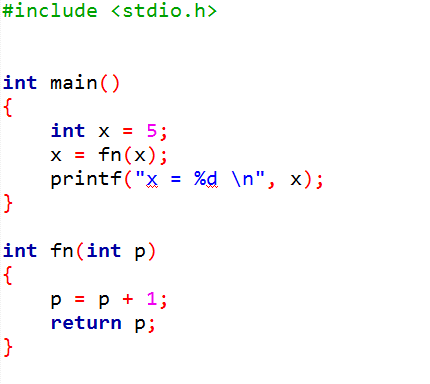 #include <stdio.h>
int main()
{
    int x = 5;
    x = fn(x);
    printf("x = %d \n", x);
}
int fn(int p)
{
    p = p + 1;
    return p;
}